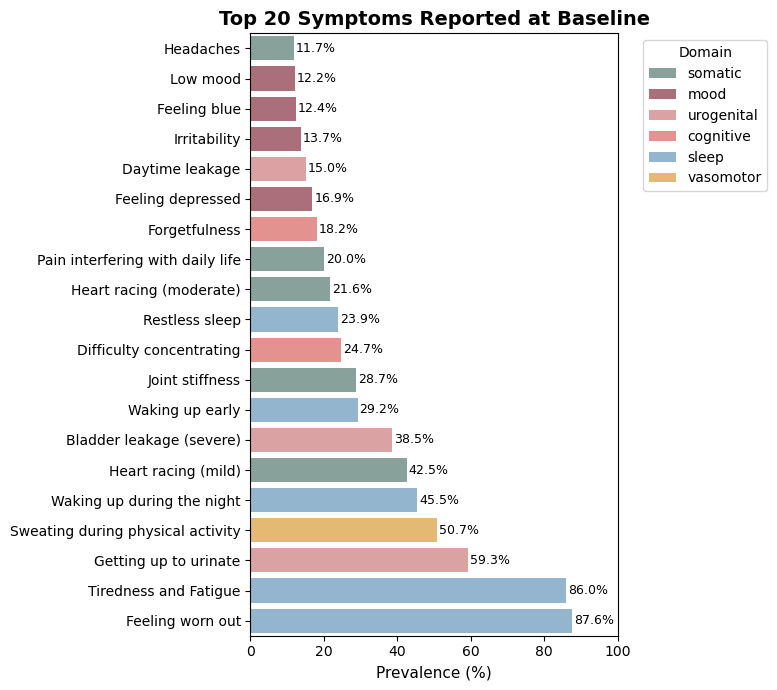 Top 20 Symptoms Reported at Baseline
Headaches 11.7%
Low mood 12.2%
Feeling blue 12.4%
Irritability 13.7%
Daytime leakage 15.0%
Feeling depressed 16.9%
Forgetfulness 18.2%
Pain interfering with daily life 20.0%
Heart racing (moderate) 21.6%
Restless sleep 23.9%
Difficulty concentrating 24.7%
Joint stiffness 28.7%
Waking up early 29.2%
Bladder leakage (severe) 38.5%
Heart racing (mild) 42.5%
Waking up during the night 45.5%
Sweating during physical activity 50.7%
Getting up to urinate 59.3%
Tiredness and Fatigue 86.0%
Feeling worn out 87.6%
0 20 40 60 80 100
Prevalence (%)
Domain
somatic
mood
urogenital
cognitive
sleep
vasomotor